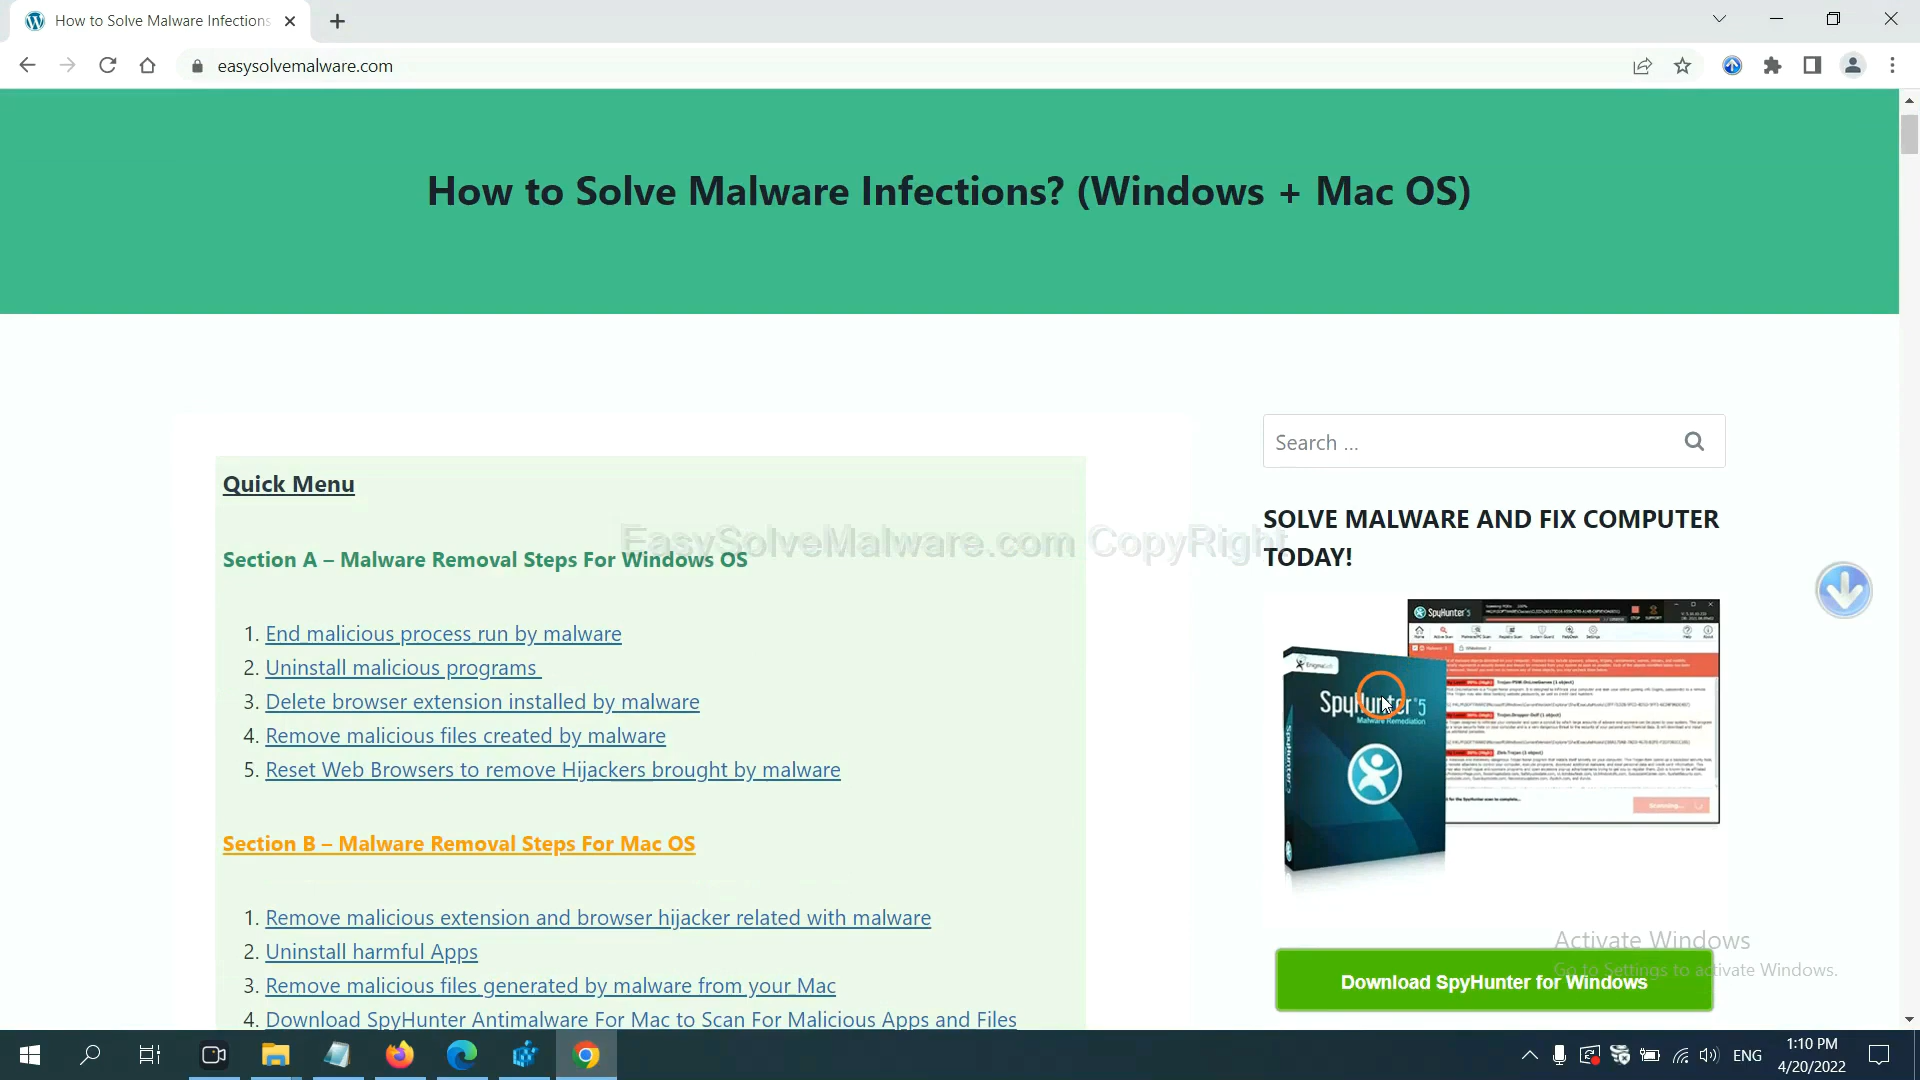 How to Solve Malware Infections
easysolvemalware.com
How to Solve Malware Infections? (Windows + Mac OS)
Search ...
Quick Menu
SOLVE MALWARE AND FIX COMPUTER
TODAY!
EasySolveMalware.com CopyRight
Section A – Malware Removal Steps For Windows OS
1. End malicious process run by malware
2. Uninstall malicious programs
3. Delete browser extension installed by malware
4. Remove malicious files created by malware
5. Reset Web Browsers to remove Hijackers brought by malware
SpyHunter 5
EnigmaSoft
SpyHunter 5
Malware Remediation
Section B – Malware Removal Steps For Mac OS
1. Remove malicious extension and browser hijacker related with malware
2. Uninstall harmful Apps
3. Remove malicious files generated by malware from your Mac
4. Download SpyHunter Antimalware For Mac to Scan For Malicious Apps and Files
Activate Windows
Go to Settings to activate Windows.
Download SpyHunter for Windows
ENG
1:10 PM
4/20/2022